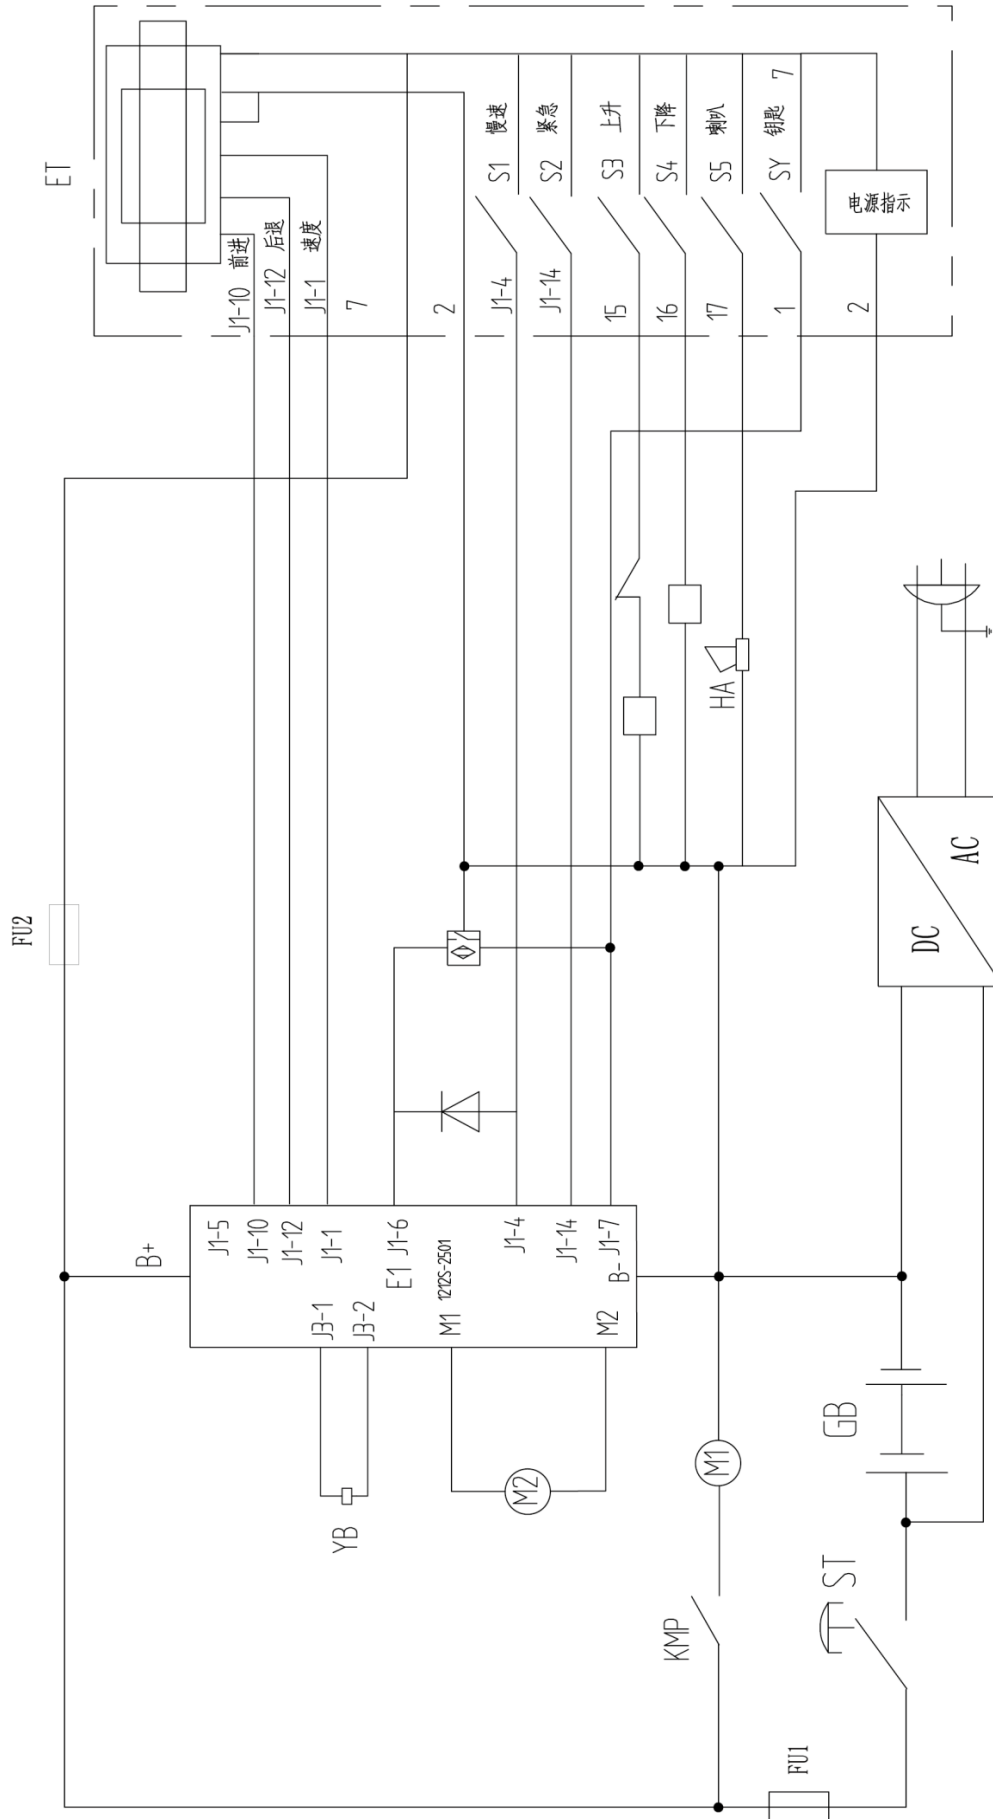 ET
J1-10 前进
J1-12 后退
J1-1 速度
7
2
J1-4 S1 慢速
J1-14 S2 紧急
15 S3 上升
16 S4 下降
17 S5 喇叭
1 SY 钥匙 7
2
电源指示
FU2
HA
AC
DC
B+
J1-5
J1-10
J1-12
J1-1
E1 J1-6
1212S-2501
J1-4
J1-14
B- J1-7
J3-1
J3-2
M1
M2
YB
M2
M1
GB
KMP
ST
FU1